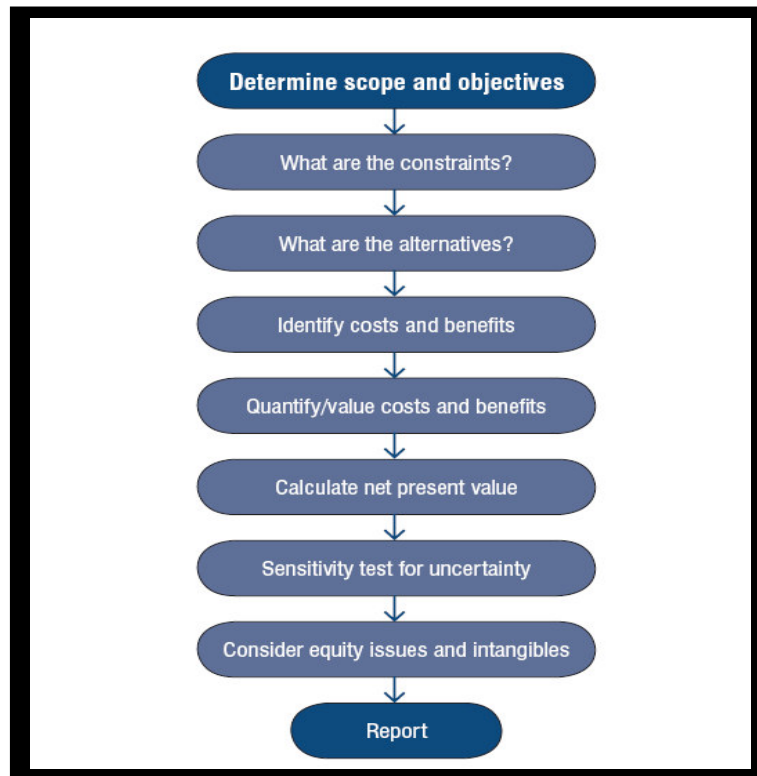 Determine scope and objectives
What are the constraints?
What are the alternatives?
Identify costs and benefits
Quantify/value costs and benefits
Calculate net present value
Sensitivity test for uncertainty
Consider equity issues and intangibles
Report